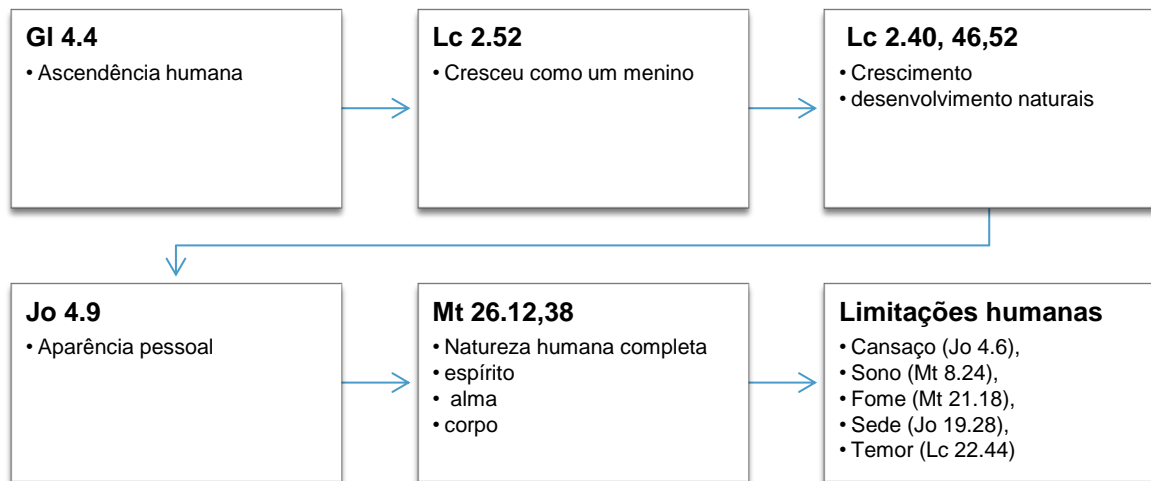 Gl 4.4
• Ascendência humana
Lc 2.52
• Cresceu como um menino
Lc 2.40, 46,52
• Crescimento
• desenvolvimento naturais
Jo 4.9
• Aparência pessoal
Mt 26.12,38
• Natureza humana completa
• espírito
• alma
• corpo
Limitações humanas
• Cansaço (Jo 4.6),
• Sono (Mt 8.24),
• Fome (Mt 21.18),
• Sede (Jo 19.28),
• Temor (Lc 22.44)